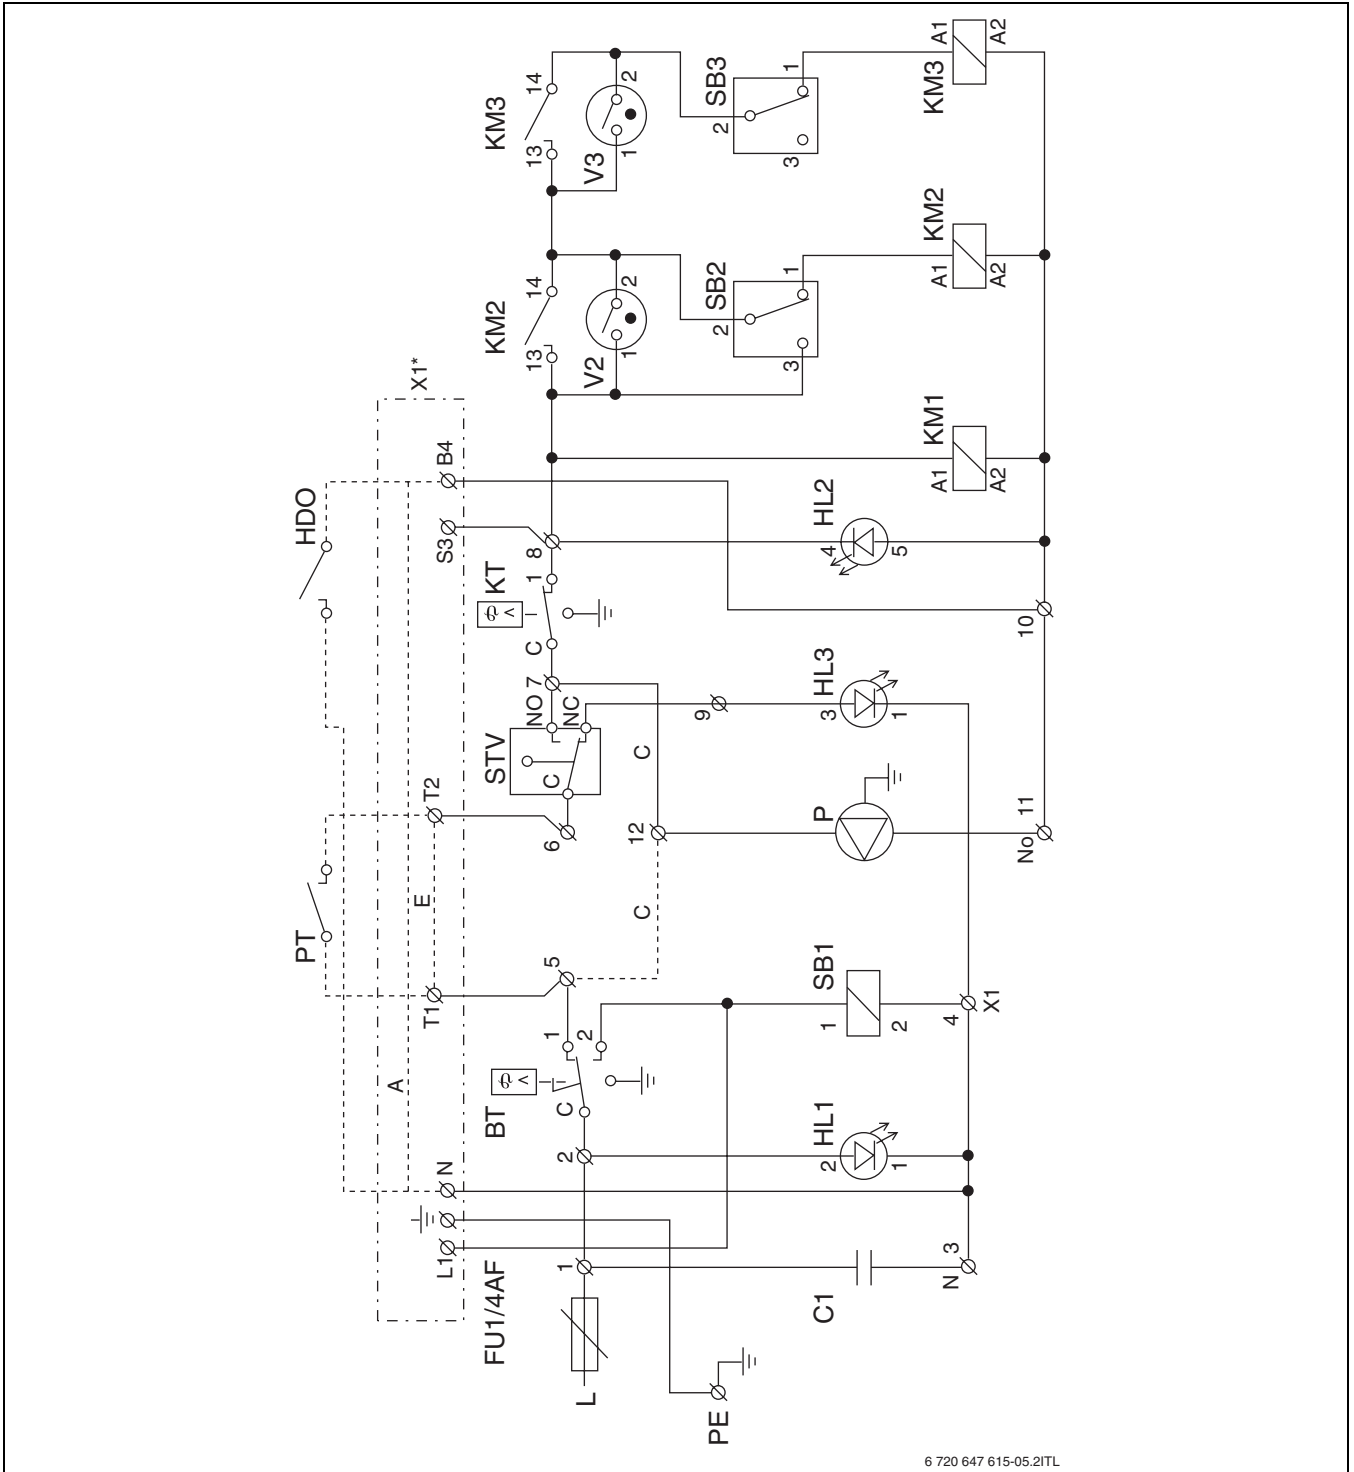 KM3
13
14
V3
1
2
SB3
2
1
3
KM3
A1
A2
KM2
13
14
V2
1
2
SB2
2
1
3
KM2
A1
A2
X1*
HDO
B4
S3
KM1
A1
A2
8
KT
1
C
HL2
4
5
10
NO
7
NC
STV
C
9
HL3
3
1
C
T2
6
12
P
No
11
PT
E
T1
5
C
A
1
2
BT
C
SB1
1
2
4
X1
2
HL1
2
1
N
L1
1
FU1/4AF
L
C1
N
3
PE
6 720 647 615-05.2ITL